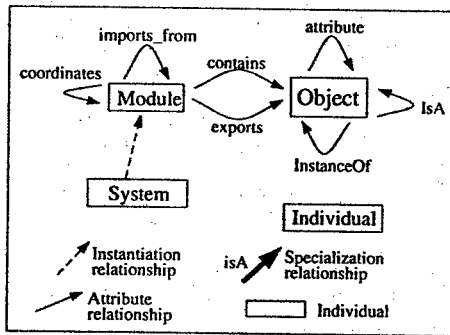 imports_from
attribute
coordinates
contains
Module
Object
exports
IsA
InstanceOf
System
Individual
Instantiation
relationship
isA
Specialization
relationship
Attribute
relationship
Individual